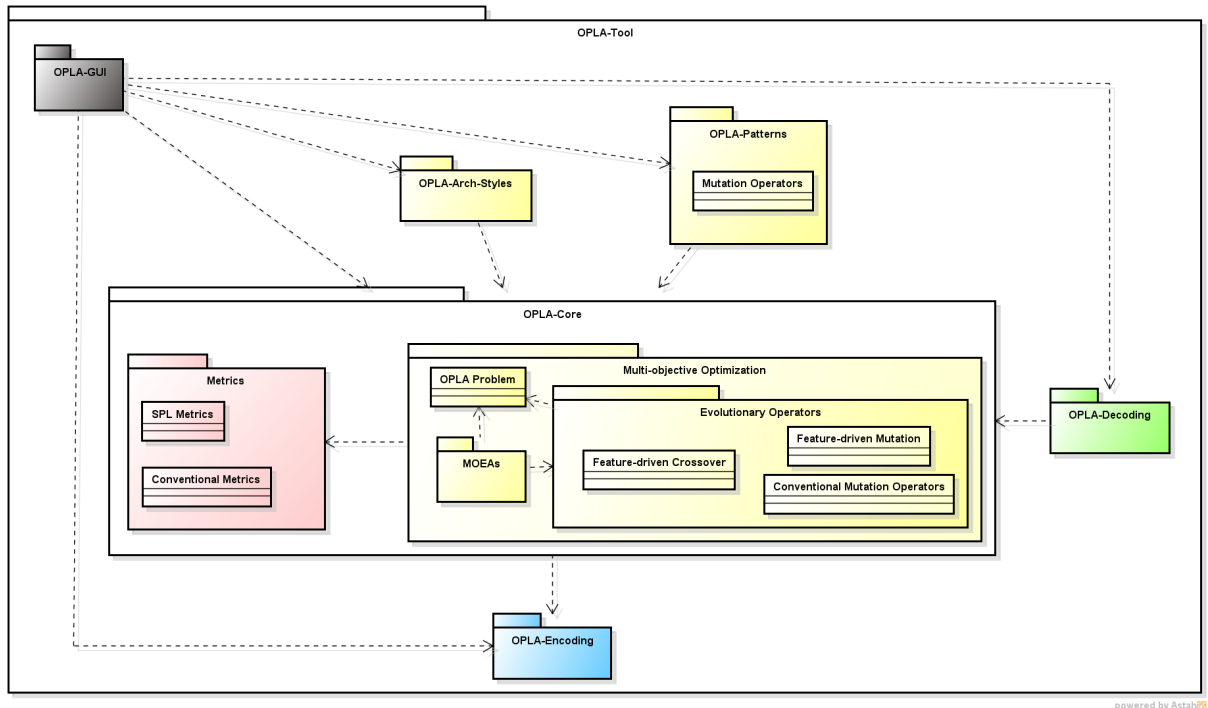 OPLA-Tool
OPLA-GUI
OPLA-Patterns
Mutation Operators
OPLA-Arch-Styles
OPLA-Core
Metrics
SPL Metrics
Conventional Metrics
Multi-objective Optimization
OPLA Problem
MOEAs
Evolutionary Operators
Feature-driven Mutation
Feature-driven Crossover
Conventional Mutation Operators
OPLA-Decoding
OPLA-Encoding
powered by Astah